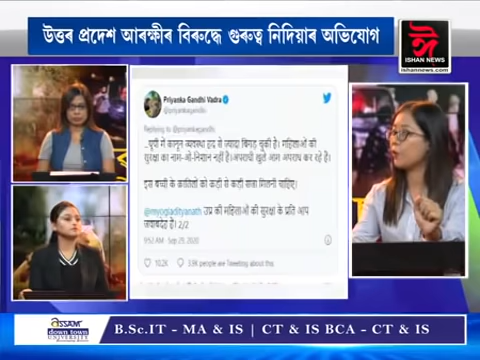 উত্তৰ প্ৰদেশ আৰক্ষীৰ বিৰুদ্ধে গুৰুত্ব নিদিয়াৰ অভিযোগ
ISHAN NEWS
ishannews.com
Priyanka Gandhi Vadra
@priyankagandhi
Replying to @priyankagandhi
..यूपी में कानून व्यवस्था हद से ज्यादा बिगड़ चुकी है। महिलाओं की
सुरक्षा का नाम-ओ-निशान नहीं है।अपराधी खुले आम अपराध कर रहे हैं।
इस बच्ची के क़ातिलों को कड़ी से कड़ी सजा मिलनी चाहिए।
@myogiadityanath उप्र की महिलाओं की सुरक्षा के प्रति आप
जवाबदेह हैं। 2/2
9:52 AM · Sep 29, 2020
10.2K 3.9K people are Tweeting about this
assam
down town
UNIVERSITY
B.Sc.IT - MA & IS | CT & IS BCA - CT & IS